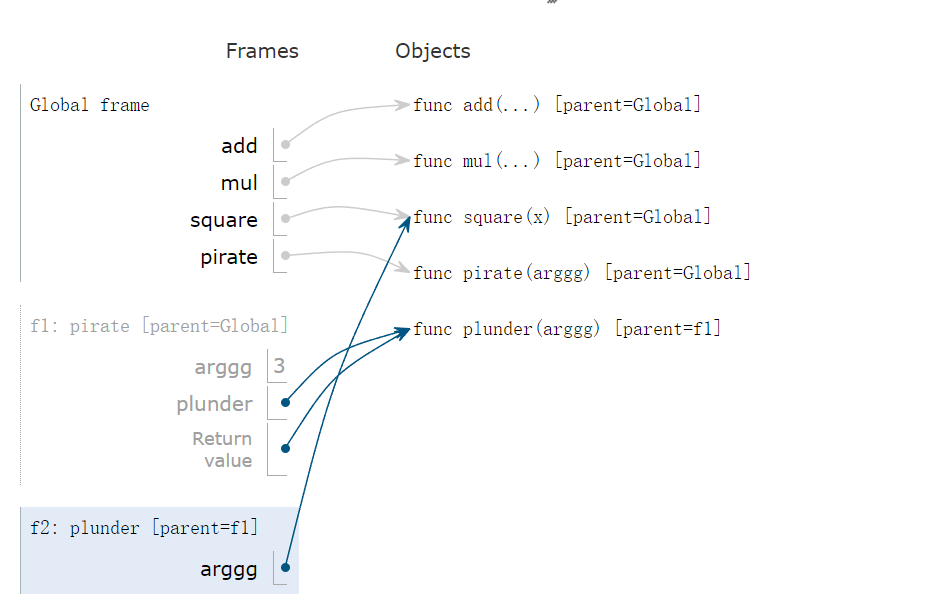 Frames Objects
Global frame
func add(...) [parent=Global]
add
mul
func mul(...) [parent=Global]
square
func square(x) [parent=Global]
pirate
func pirate(arggg) [parent=Global]
f1: pirate [parent=Global]
func plunder(arggg) [parent=f1]
arggg 3
plunder
Return
value
f2: plunder [parent=f1]
arggg